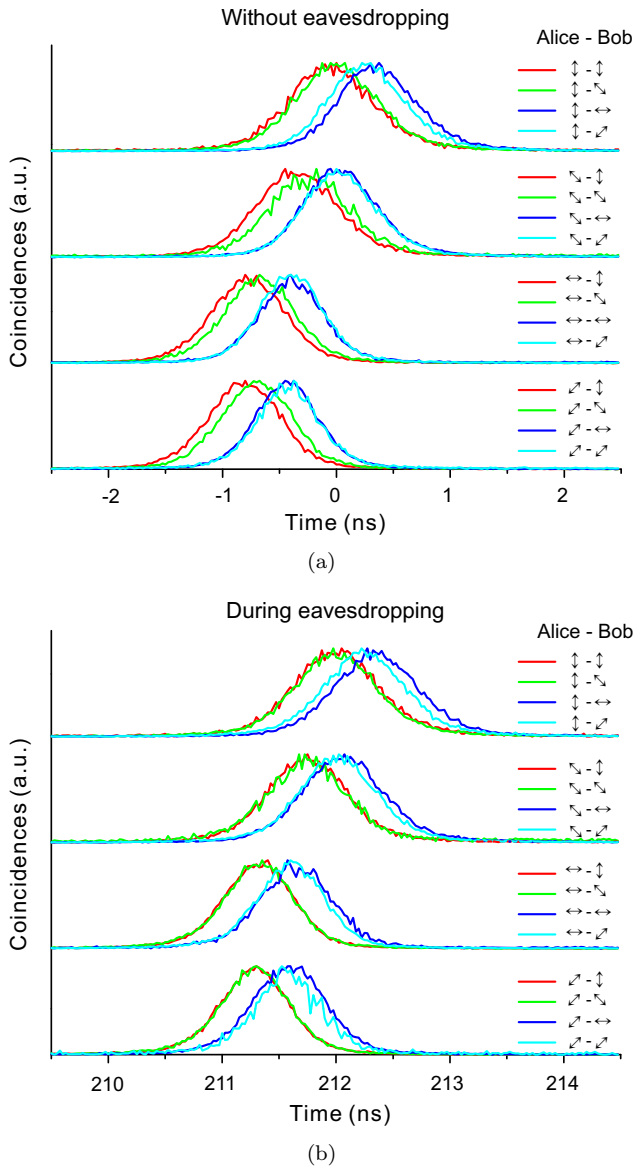 Without eavesdropping
Alice - Bob
↕ - ↕
↕ - ⤡
↕ - ↔
↕ - ⤢
⤡ - ↕
⤡ - ⤡
⤡ - ↔
⤡ - ⤢
↔ - ↕
↔ - ⤡
↔ - ↔
↔ - ⤢
⤢ - ↕
⤢ - ⤡
⤢ - ↔
⤢ - ⤢
Coincidences (a.u.)
-2 -1 0 1 2
Time (ns)
(a)
During eavesdropping
Alice - Bob
↕ - ↕
↕ - ⤡
↕ - ↔
↕ - ⤢
⤡ - ↕
⤡ - ⤡
⤡ - ↔
⤡ - ⤢
↔ - ↕
↔ - ⤡
↔ - ↔
↔ - ⤢
⤢ - ↕
⤢ - ⤡
⤢ - ↔
⤢ - ⤢
Coincidences (a.u.)
210 211 212 213 214
Time (ns)
(b)